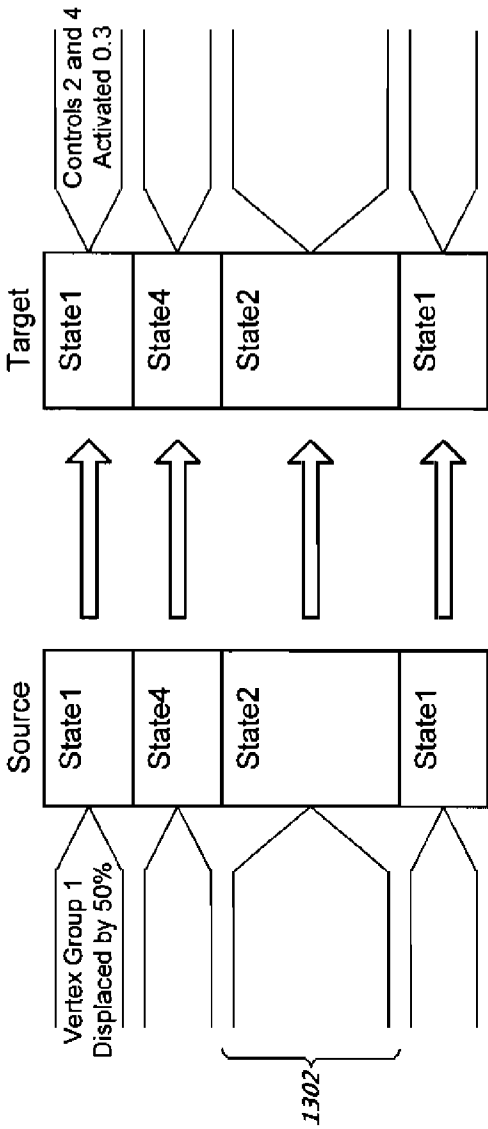 Source
Target
Vertex Group 1
Displaced by 50%
State1
State1
Controls 2 and 4
Activated 0.3
State4
State4
State2
State2
1302
State1
State1